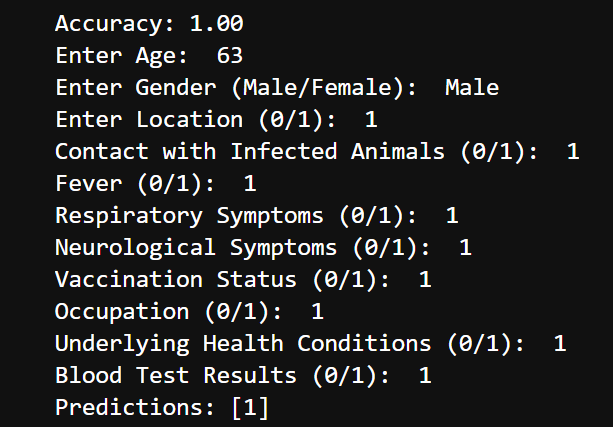 Accuracy: 1.00
Enter Age:  63
Enter Gender (Male/Female):  Male
Enter Location (0/1):  1
Contact with Infected Animals (0/1):  1
Fever (0/1):  1
Respiratory Symptoms (0/1):  1
Neurological Symptoms (0/1):  1
Vaccination Status (0/1):  1
Occupation (0/1):  1
Underlying Health Conditions (0/1):  1
Blood Test Results (0/1):  1
Predictions: [1]